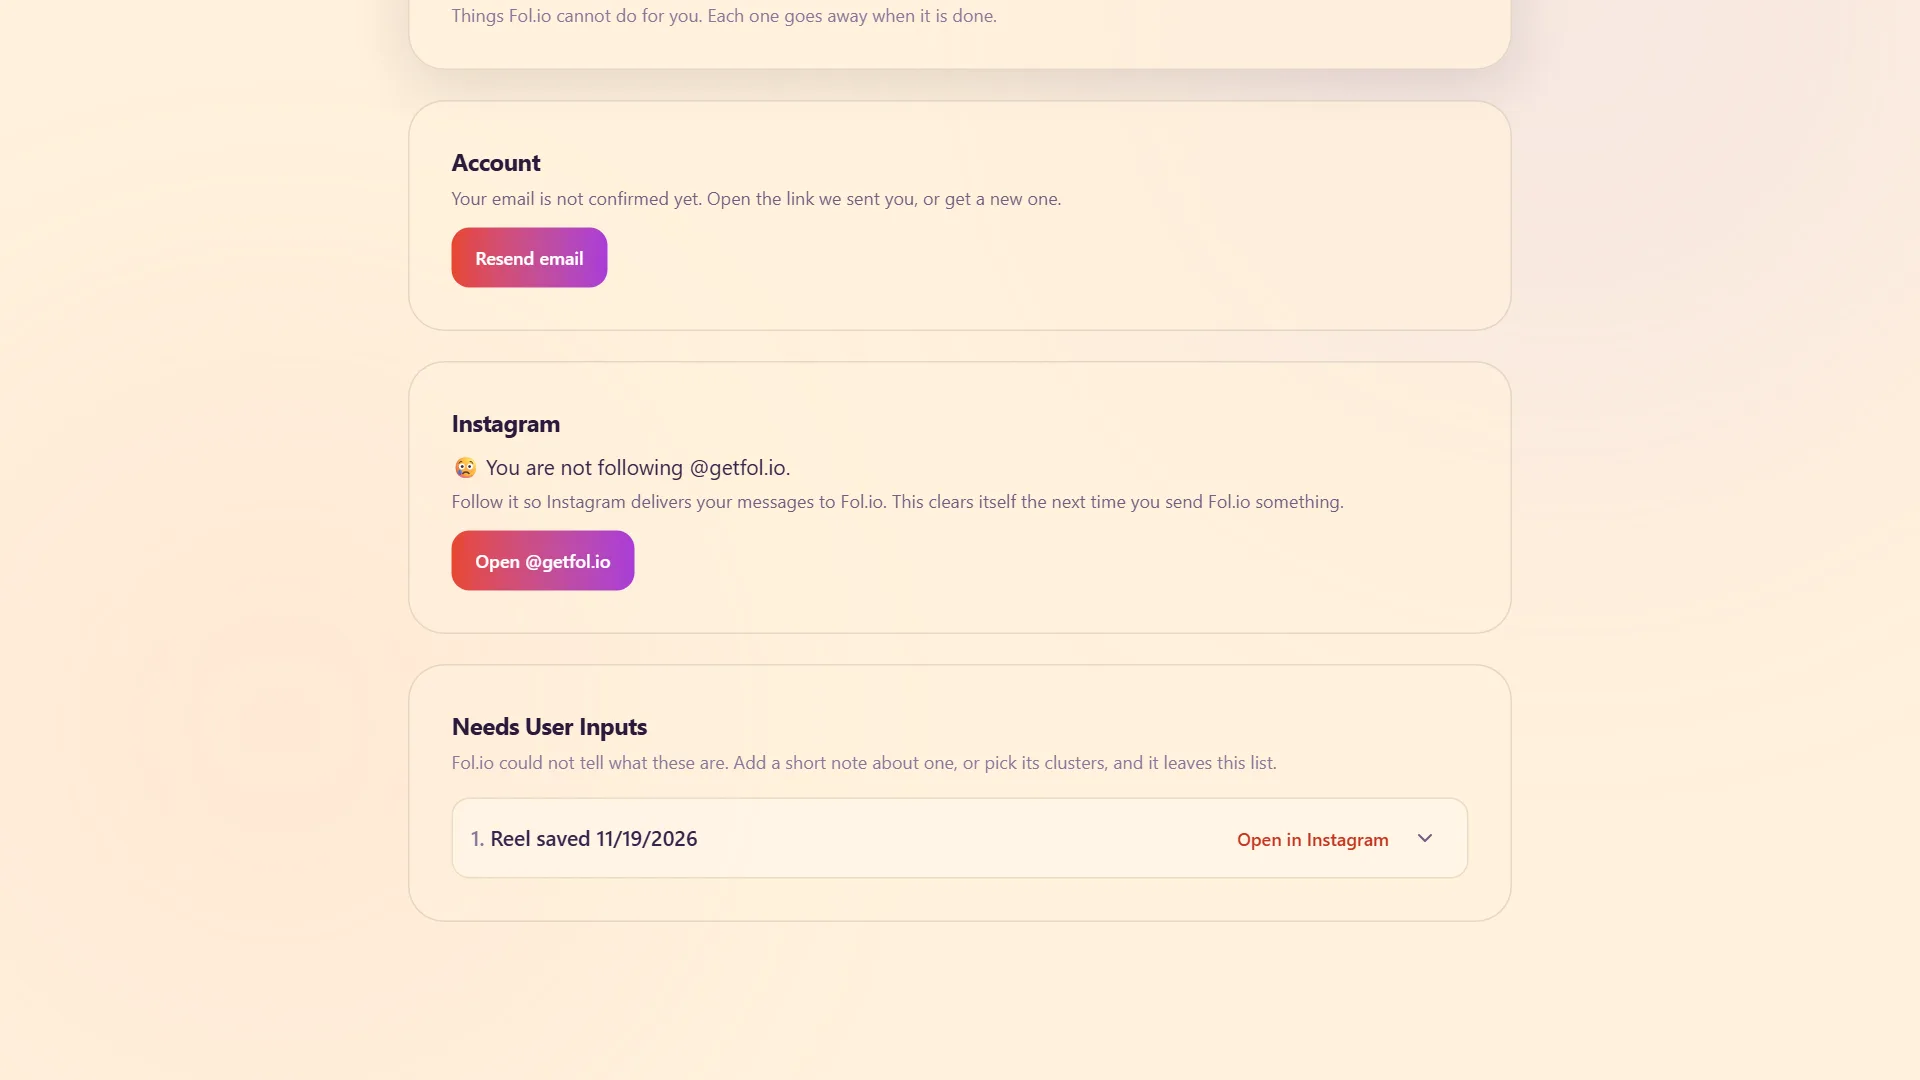 Things Fol.io cannot do for you. Each one goes away when it is done.
Account
Your email is not confirmed yet. Open the link we sent you, or get a new one.
Resend email
Instagram
😨 You are not following @getfol.io.
Follow it so Instagram delivers your messages to Fol.io. This clears itself the next time you send Fol.io something.
Open @getfol.io
Needs User Inputs
Fol.io could not tell what these are. Add a short note about one, or pick its clusters, and it leaves this list.
1. Reel saved 11/19/2026
Open in Instagram